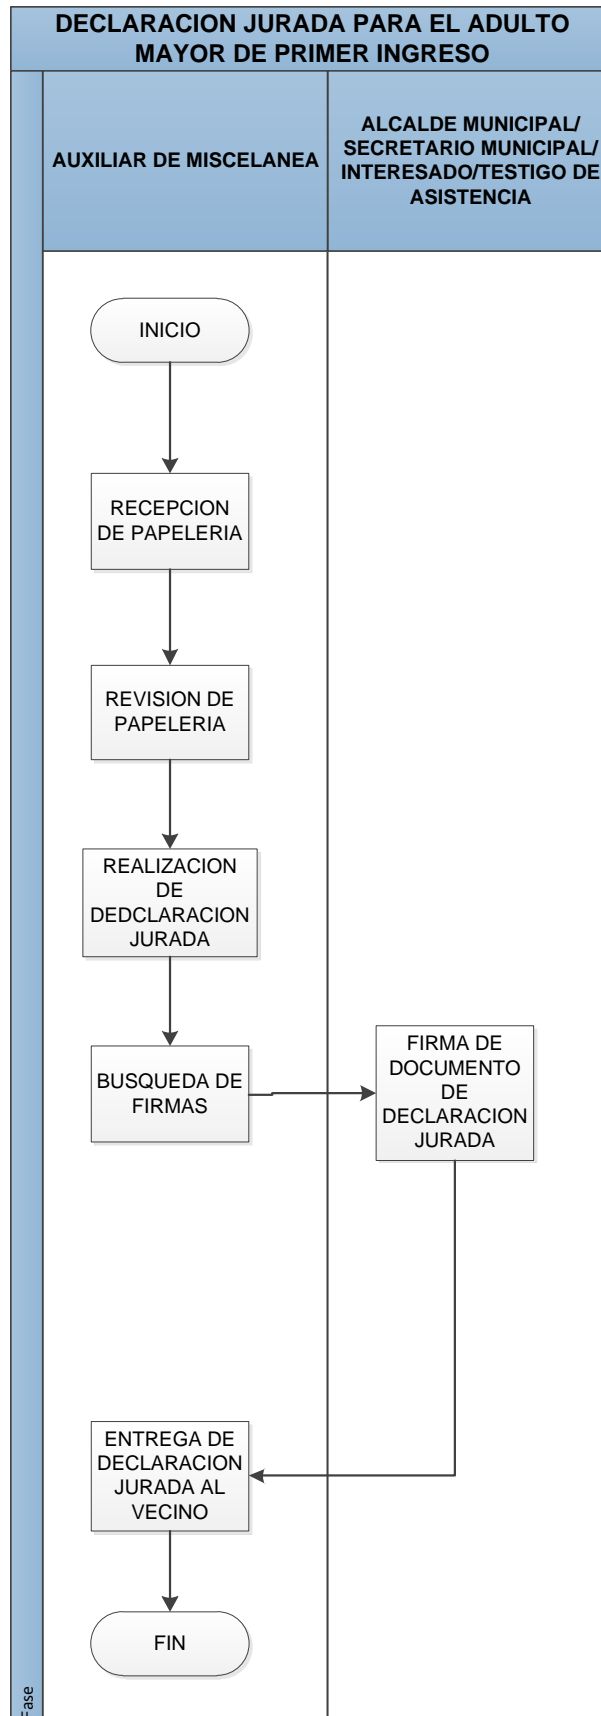 DECLARACION JURADA PARA EL ADULTO
MAYOR DE PRIMER INGRESO
AUXILIAR DE MISCELANEA
ALCALDE MUNICIPAL/
SECRETARIO MUNICIPAL/
INTERESADO/TESTIGO DE
ASISTENCIA
INICIO
RECEPCION
DE PAPELERIA
REVISION DE
PAPELERIA
REALIZACION
DE
DEDCLARACION
JURADA
BUSQUEDA DE
FIRMAS
FIRMA DE
DOCUMENTO
DE
DECLARACION
JURADA
ENTREGA DE
DECLARACION
JURADA AL
VECINO
FIN
Fase